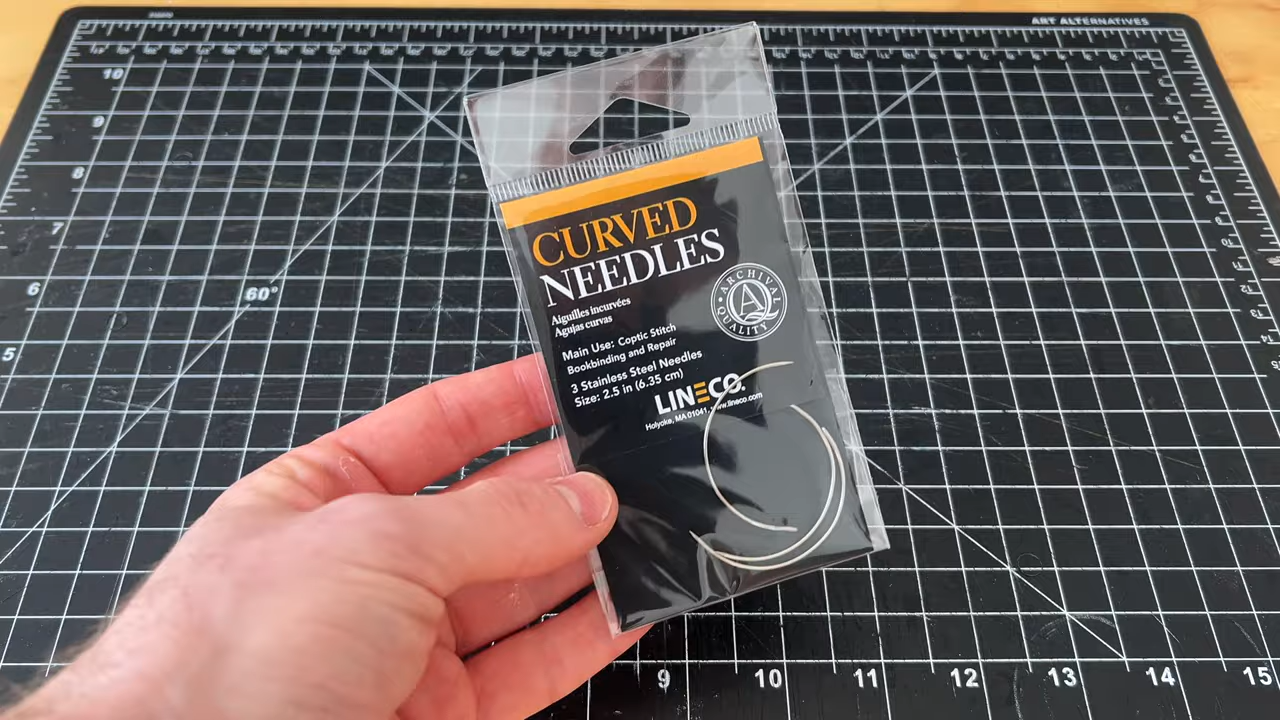 ART ALTERNATIVES
10
9
8
7
6
5
60°
CURVED
NEEDLES
Aiguilles incurvées
Agujas curvas
ARCHIVAL
QUALITY
A
Main Use: Coptic Stitch
Bookbinding and Repair
3 Stainless Steel Needles
Size: 2.5 in (6.35 cm)
LINECO.
Holyoke, MA 01041, www.lineco.com
9 10 11 12 13 14 15